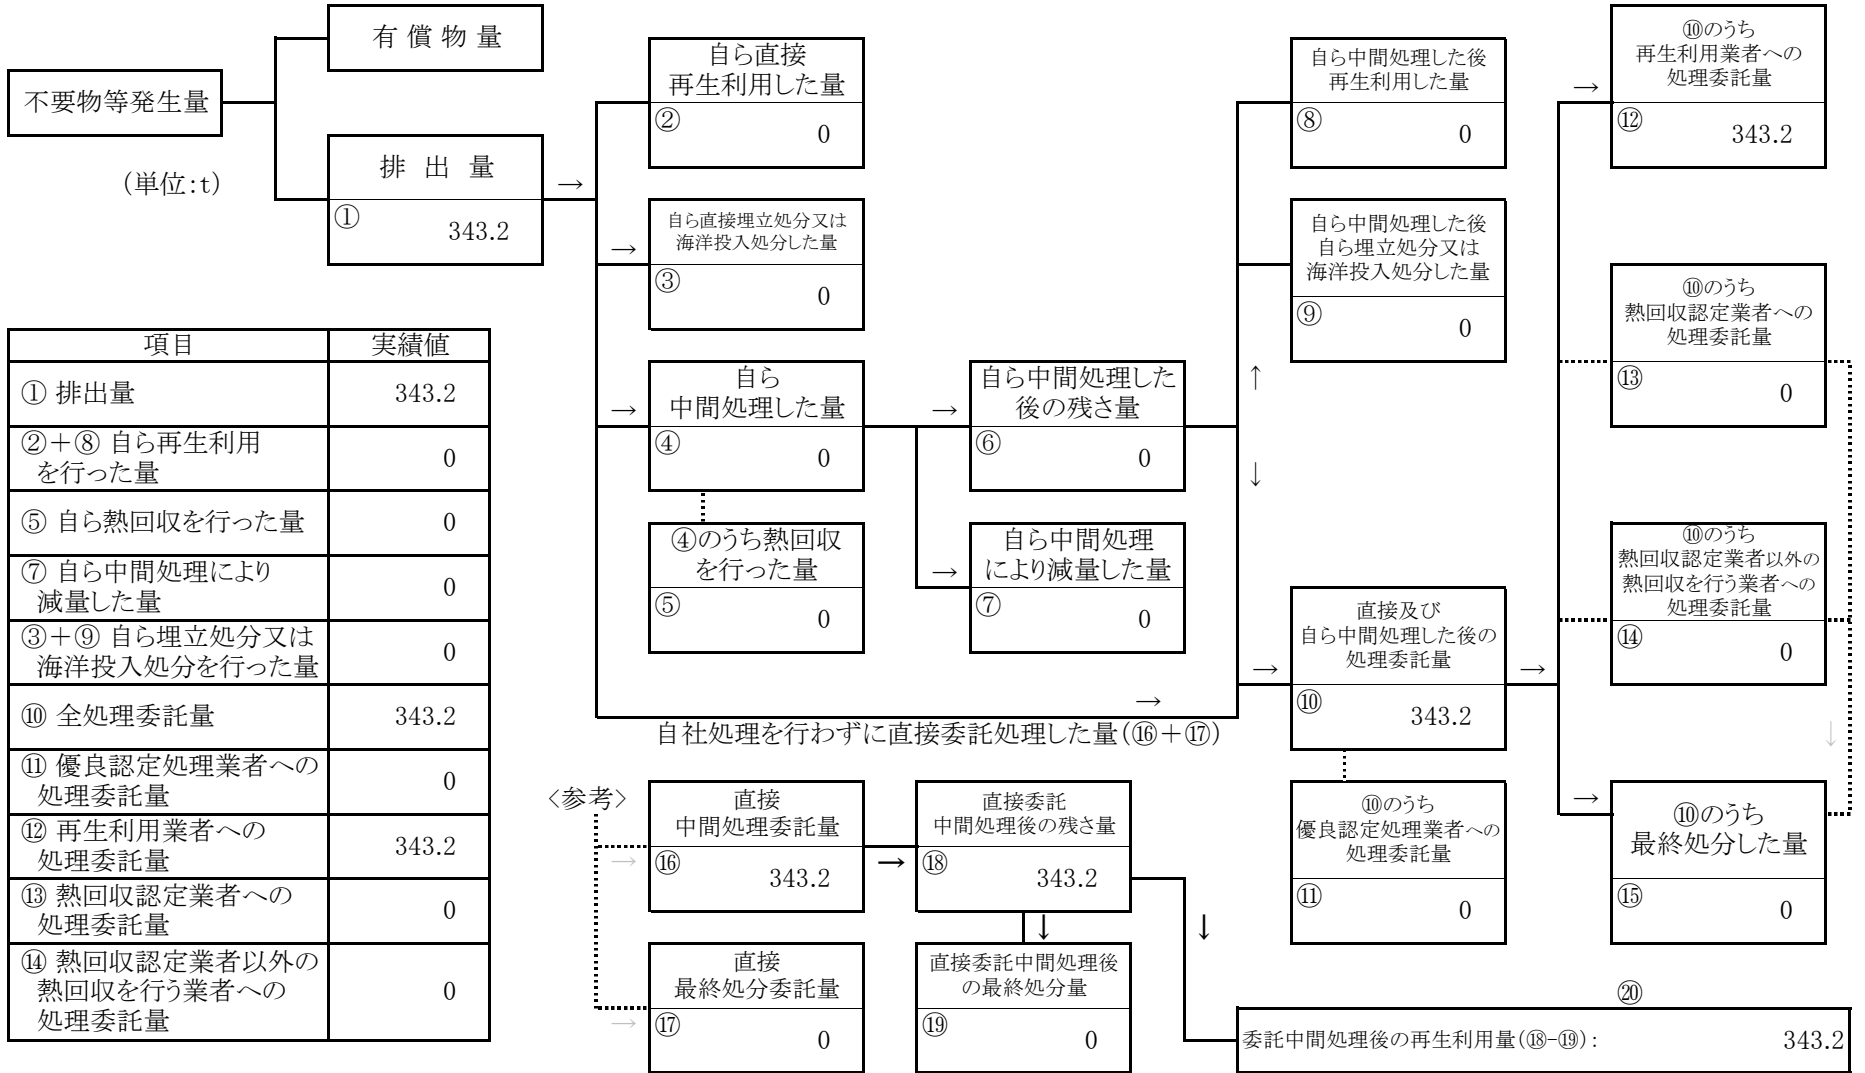 不要物等発生量
有 償 物 量
(単位:t)
排 出 量
①
343.2
→
自ら直接
再生利用した量
②
0
→
自ら直接埋立処分又は
海洋投入処分した量
③
0
→
自ら
中間処理した量
④
0
④のうち熱回収
を行った量
⑤
0
→
自ら中間処理した
後の残さ量
⑥
0
→
自ら中間処理
により減量した量
⑦
0
↑
↓
自ら中間処理した後
再生利用した量
⑧
0
自ら中間処理した後
自ら埋立処分又は
海洋投入処分した量
⑨
0
→
自社処理を行わずに直接委託処理した量(⑯+⑰)
→
直接及び
自ら中間処理した後の
処理委託量
⑩
343.2
→
⑩のうち
優良認定処理業者への
処理委託量
⑪
0
→
⑩のうち
再生利用業者への
処理委託量
⑫
343.2
⑩のうち
熱回収認定業者への
処理委託量
⑬
0
⑩のうち
熱回収認定業者以外の
熱回収を行う業者への
処理委託量
⑭
0
↓
→
⑩のうち
最終処分した量
⑮
0
項目 実績値
① 排出量 343.2
②+⑧ 自ら再生利用
を行った量 0
⑤ 自ら熱回収を行った量 0
⑦ 自ら中間処理により
減量した量 0
③+⑨ 自ら埋立処分又は
海洋投入処分を行った量 0
⑩ 全処理委託量 343.2
⑪ 優良認定処理業者への
処理委託量 0
⑫ 再生利用業者への
処理委託量 343.2
⑬ 熱回収認定業者への
処理委託量 0
⑭ 熱回収認定業者以外の
熱回収を行う業者への
処理委託量 0
<参考>
→
直接
中間処理委託量
⑯
343.2
→
直接
最終処分委託量
⑰
0
→
直接委託
中間処理後の残さ量
⑱
343.2
↓
↓
直接委託中間処理後
の最終処分量
⑲
0
⑳
委託中間処理後の再生利用量(⑱-⑲): 343.2